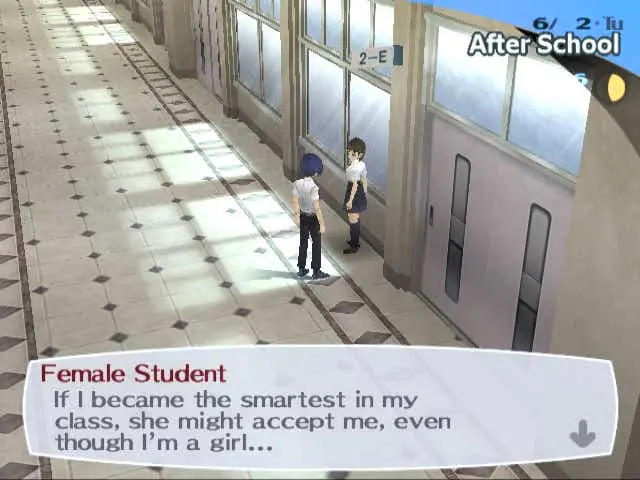 6/ 2·Tu
After School
6
2-E
Female Student
If I became the smartest in my
class, she might accept me, even
though I'm a girl...